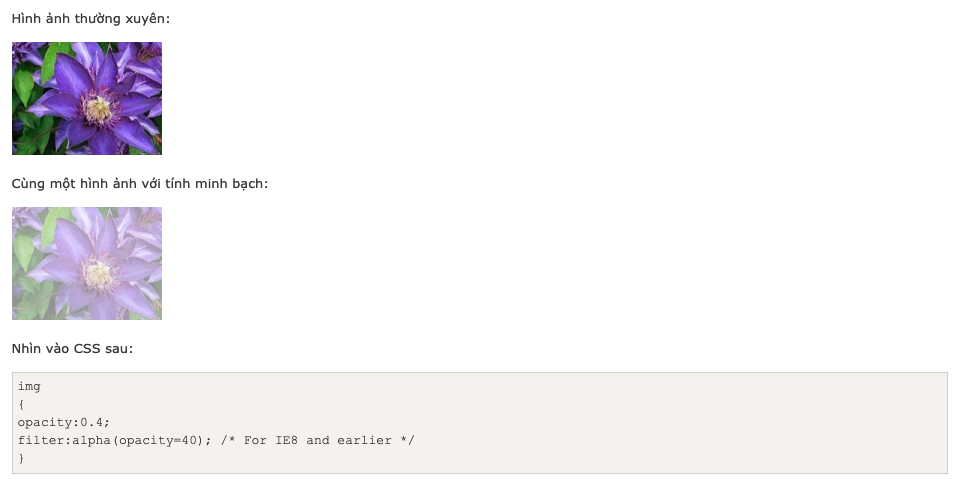 Hình ảnh thường xuyên:
Cùng một hình ảnh với tính minh bạch:
Nhìn vào CSS sau:
img
{
opacity:0.4;
filter:alpha(opacity=40); /* For IE8 and earlier */
}